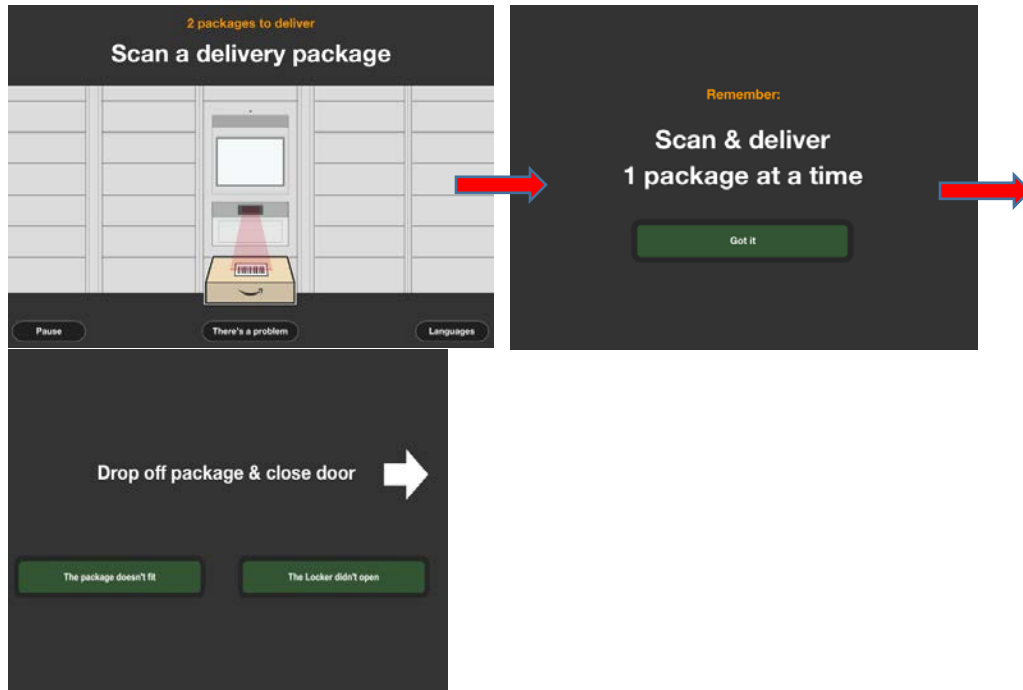 2 packages to deliver
Scan a delivery package
Pause
There's a problem
Languages
Remember:
Scan & deliver
1 package at a time
Got it
Drop off package & close door
The package doesn't fit
The Locker didn't open